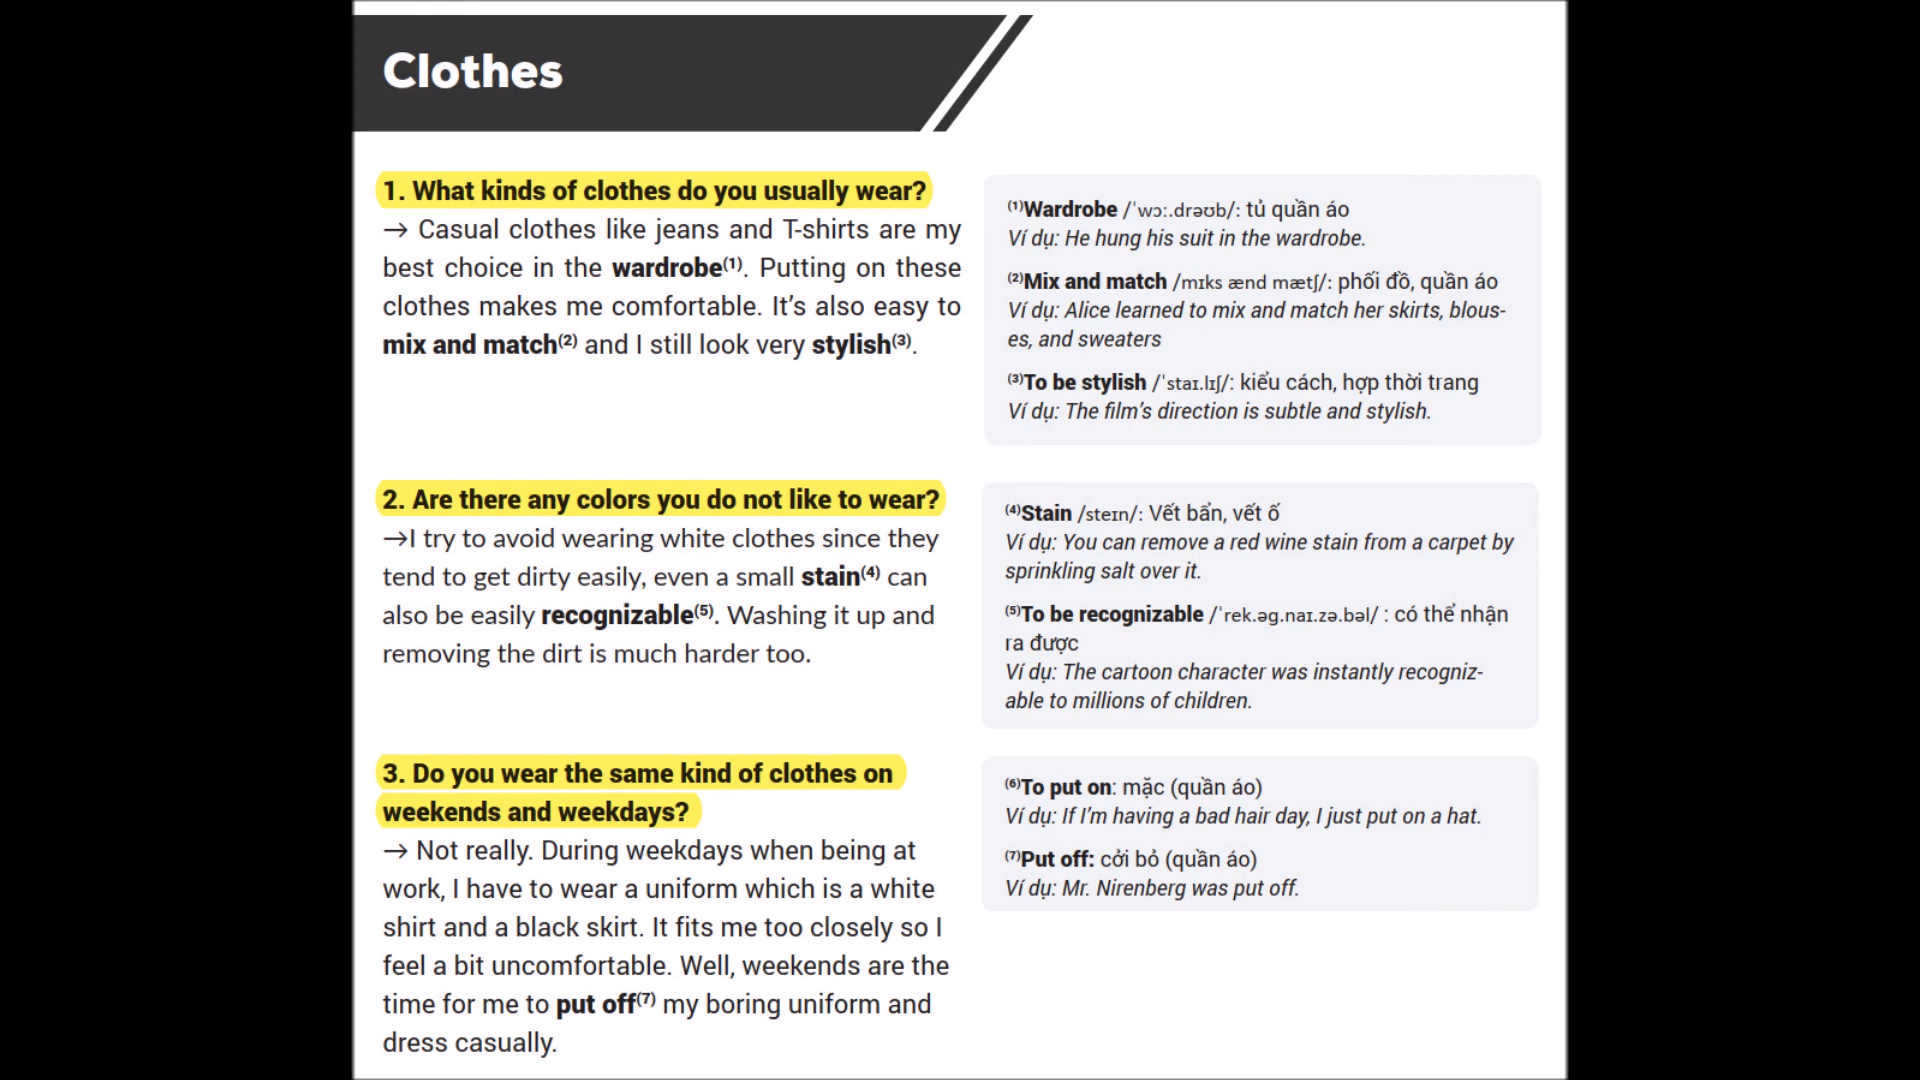 Clothes
1. What kinds of clothes do you usually wear?
→ Casual clothes like jeans and T-shirts are my
best choice in the wardrobe(1). Putting on these
clothes makes me comfortable. It's also easy to
mix and match(2) and I still look very stylish(3).
(1)Wardrobe /ˈwɔː.drəʊb/: tủ quần áo
Ví dụ: He hung his suit in the wardrobe.
(2)Mix and match /mɪks ænd mætʃ/: phối đồ, quần áo
Ví dụ: Alice learned to mix and match her skirts, blous-
es, and sweaters
(3)To be stylish /ˈstaɪ.lɪʃ/: kiểu cách, hợp thời trang
Ví dụ: The film's direction is subtle and stylish.
2. Are there any colors you do not like to wear?
→I try to avoid wearing white clothes since they
tend to get dirty easily, even a small stain(4) can
also be easily recognizable(5). Washing it up and
removing the dirt is much harder too.
(4)Stain /steɪn/: Vết bẩn, vết ố
Ví dụ: You can remove a red wine stain from a carpet by
sprinkling salt over it.
(5)To be recognizable /ˈrek.əg.naɪ.zə.bəl/ : có thể nhận
ra được
Ví dụ: The cartoon character was instantly recogniz-
able to millions of children.
3. Do you wear the same kind of clothes on
weekends and weekdays?
→ Not really. During weekdays when being at
work, I have to wear a uniform which is a white
shirt and a black skirt. It fits me too closely so I
feel a bit uncomfortable. Well, weekends are the
time for me to put off(7) my boring uniform and
dress casually.
(6)To put on: mặc (quần áo)
Ví dụ: If I'm having a bad hair day, I just put on a hat.
(7)Put off: cởi bỏ (quần áo)
Ví dụ: Mr. Nirenberg was put off.